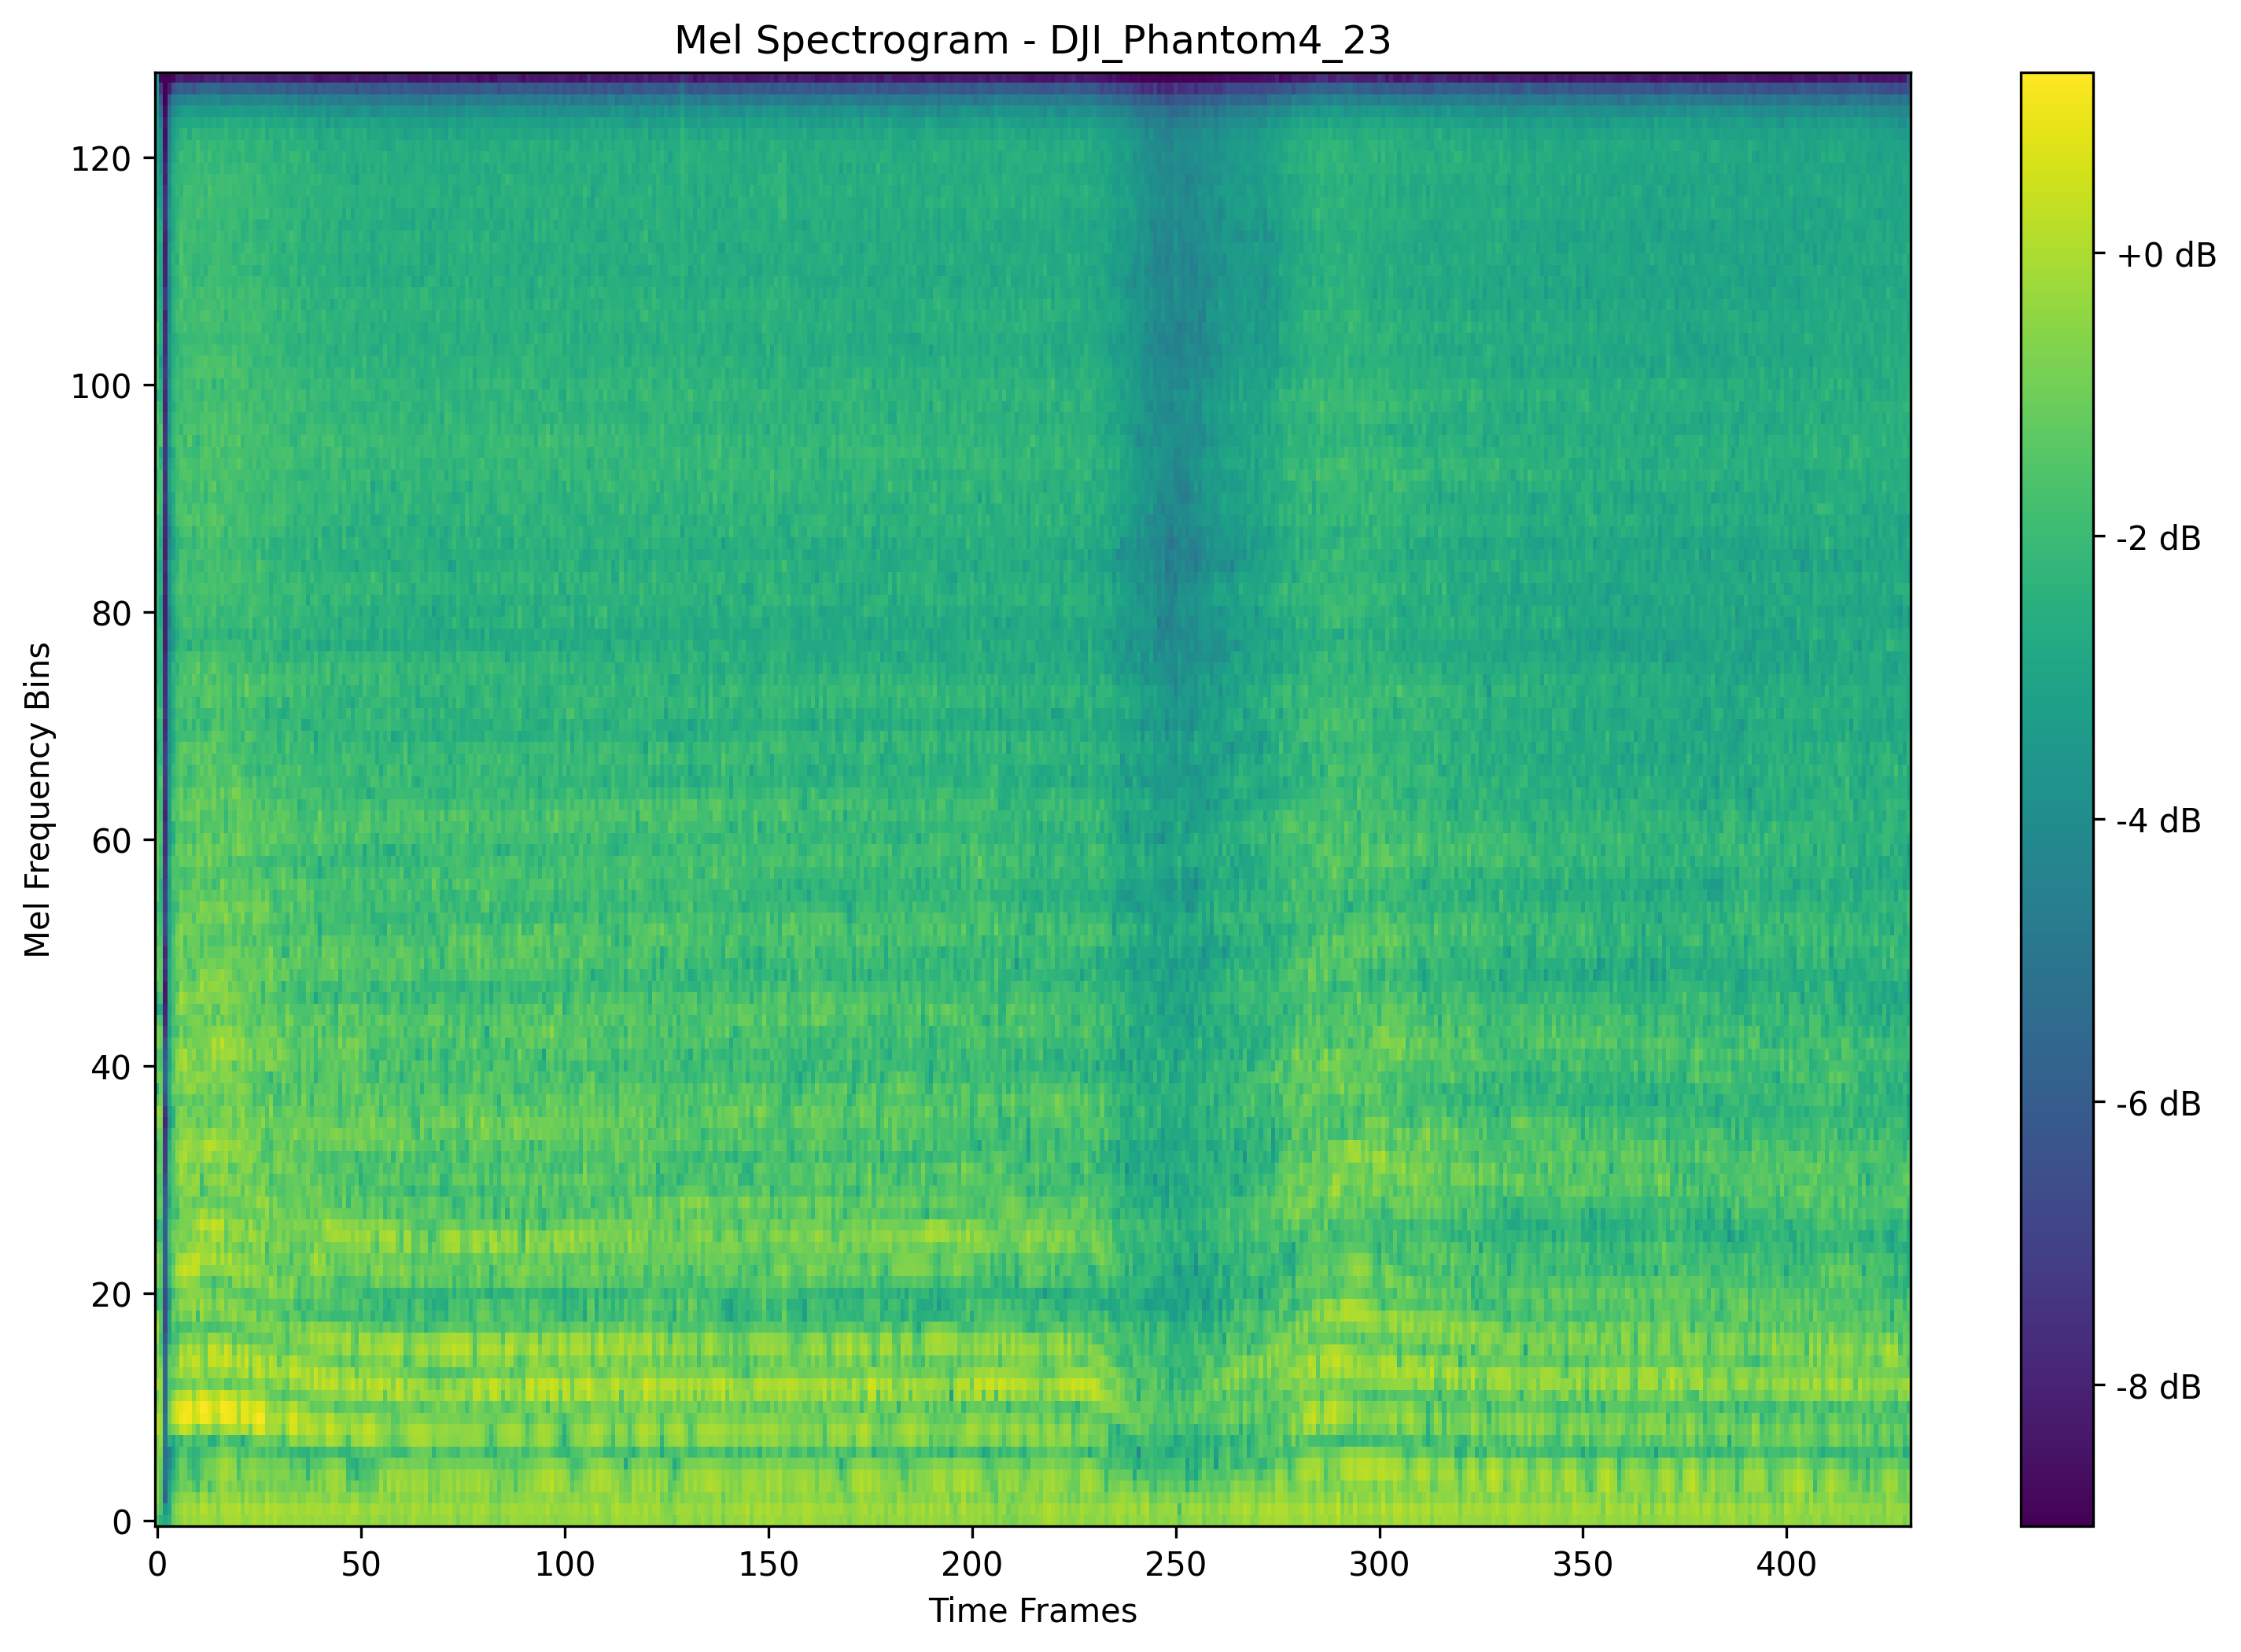 Mel Spectrogram - DJI_Phantom4_23
Mel Frequency Bins
120
100
80
60
40
20
0
0 50 100 150 200 250 300 350 400
Time Frames
+0 dB
-2 dB
-4 dB
-6 dB
-8 dB